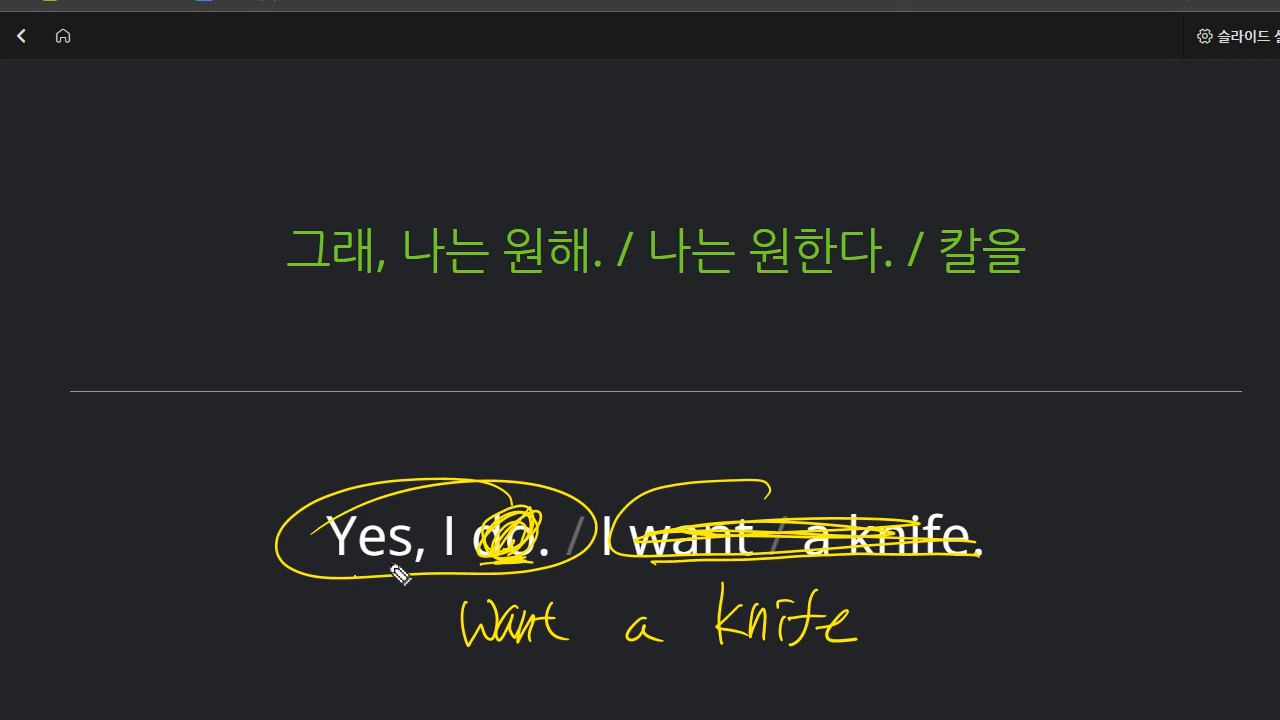 슬라이드
그래, 나는 원해. / 나는 원한다. / 칼을
Yes, I do. / I want / a knife.
want a knife